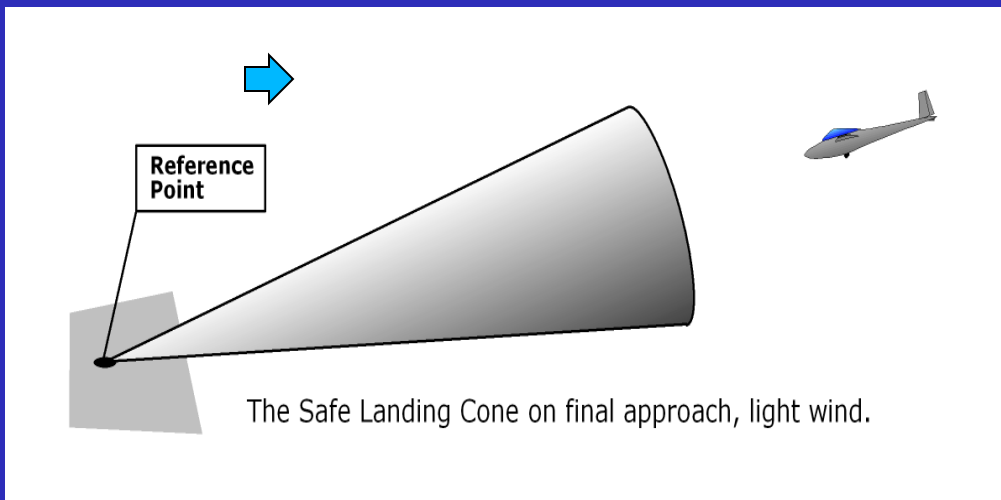 Reference
Point
The Safe Landing Cone on final approach, light wind.